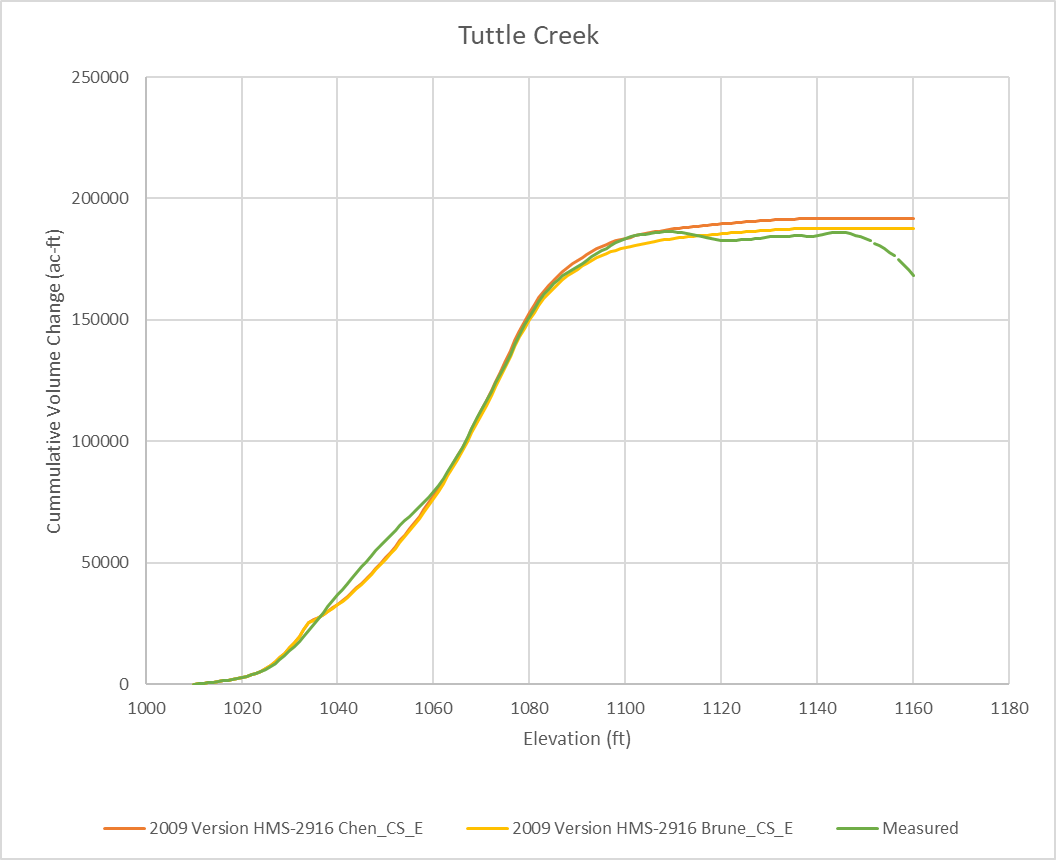 Tuttle Creek
Cummulative Volume Change (ac-ft)
250000
200000
150000
100000
50000
0
1000 1020 1040 1060 1080 1100 1120 1140 1160 1180
Elevation (ft)
2009 Version HMS-2916 Chen_CS_E 2009 Version HMS-2916 Brune_CS_E Measured